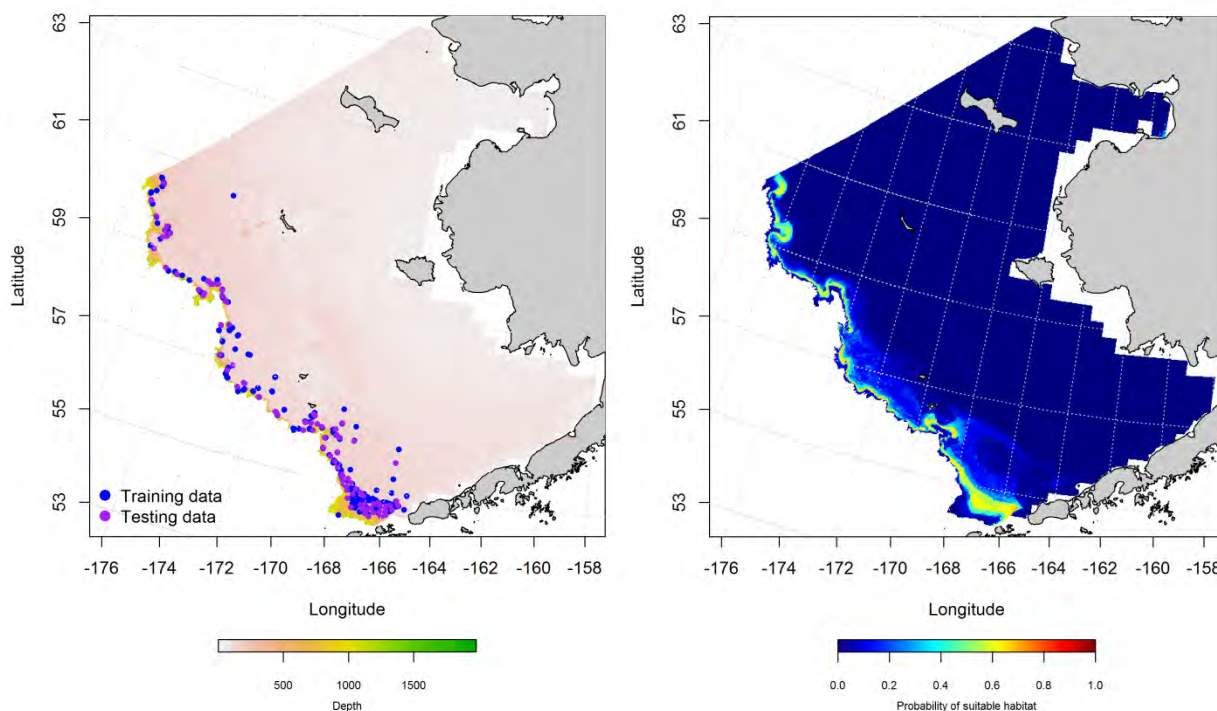 63
61
59
57
55
53
Latitude
Training data
Testing data
-176 -174 -172 -170 -168 -166 -164 -162 -160 -158
Longitude
500 1000 1500
Depth
63
61
59
57
55
53
Latitude
-176 -174 -172 -170 -168 -166 -164 -162 -160 -158
Longitude
0.0 0.2 0.4 0.6 0.8 1.0
Probability of suitable habitat